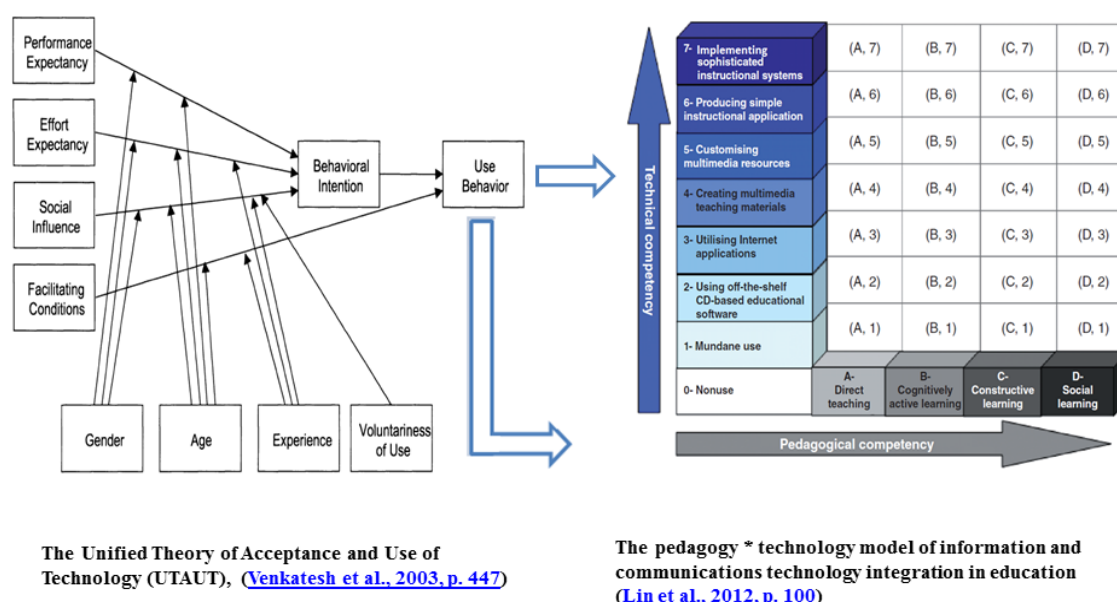 Performance
Expectancy
Effort
Expectancy
Social
Influence
Facilitating
Conditions
Behavioral
Intention
Use
Behavior
Gender
Age
Experience
Voluntariness
of Use
The Unified Theory of Acceptance and Use of
Technology (UTAUT), (Venkatesh et al., 2003, p. 447)
Technical competency
7- Implementing
sophisticated
instructional systems
(A, 7) (B, 7) (C, 7) (D, 7)
6- Producing simple
instructional application
(A, 6) (B, 6) (C, 6) (D, 6)
5- Customising
multimedia resources
(A, 5) (B, 5) (C, 5) (D, 5)
4- Creating multimedia
teaching materials
(A, 4) (B, 4) (C, 4) (D, 4)
3- Utilising Internet
applications
(A, 3) (B, 3) (C, 3) (D, 3)
2- Using off-the-shelf
CD-based educational
software
(A, 2) (B, 2) (C, 2) (D, 2)
1- Mundane use
(A, 1) (B, 1) (C, 1) (D, 1)
0- Nonuse
A-
Direct
teaching
B-
Cognitively
active learning
C-
Constructive
learning
D-
Social
learning
Pedagogical competency
The pedagogy * technology model of information and
communications technology integration in education
(Lin et al., 2012, p. 100)